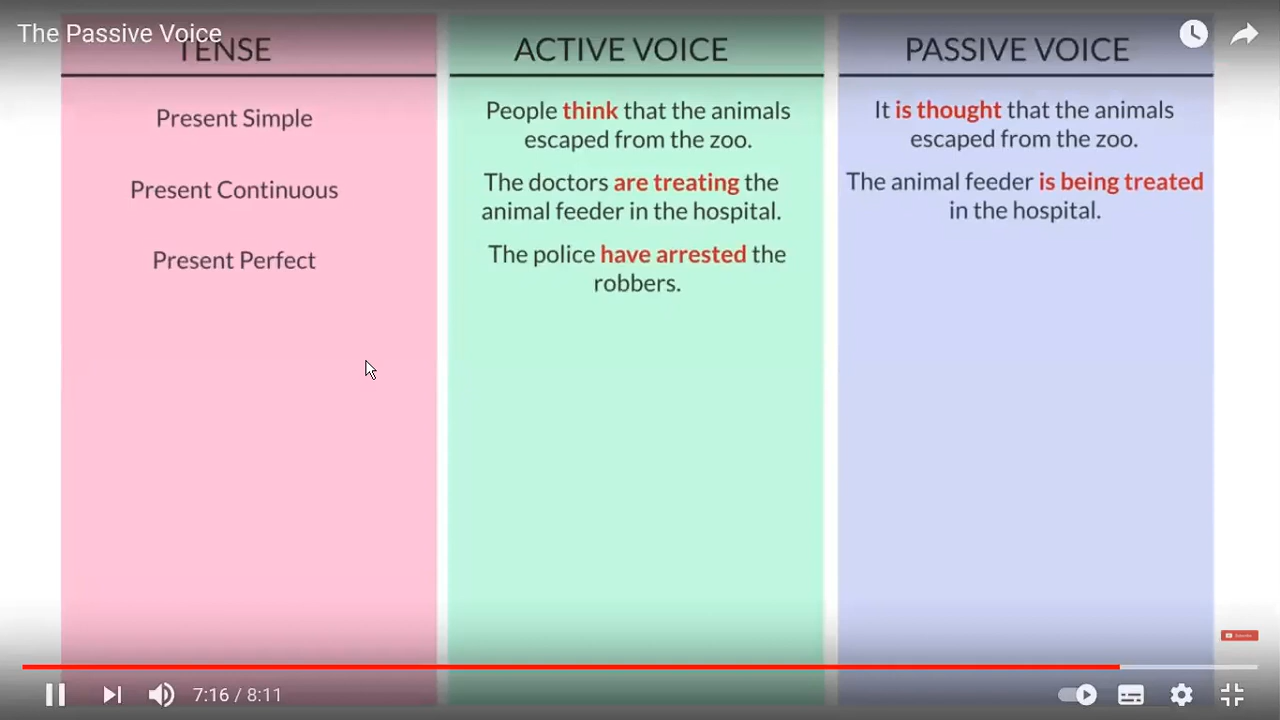 The Passive Voice
TENSE
ACTIVE VOICE
PASSIVE VOICE
Present Simple
People think that the animals
escaped from the zoo.
It is thought that the animals
escaped from the zoo.
Present Continuous
The doctors are treating the
animal feeder in the hospital.
The animal feeder is being treated
in the hospital.
Present Perfect
The police have arrested the
robbers.
7:16 / 8:11